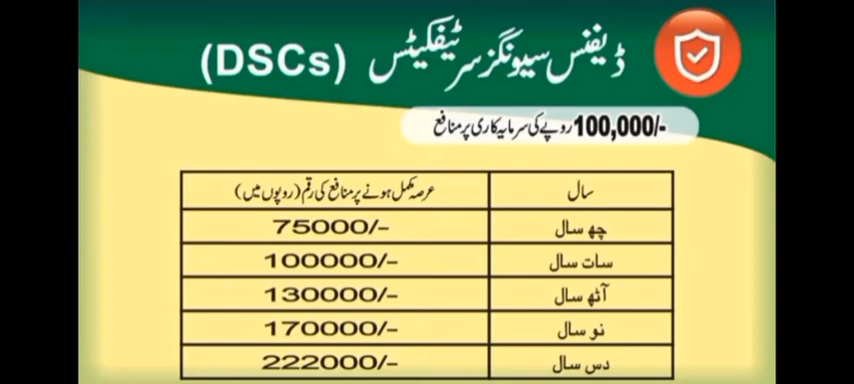 ڈیفنس سیونگز سرٹیفکیٹس (DSCs)
100,000/- روپے کی سرمایہ کاری پر منافع
سال عرصہ مکمل ہونے پر منافع کی رقم (روپوں میں)
چھ سال 75000/-
سات سال 100000/-
آٹھ سال 130000/-
نو سال 170000/-
دس سال 222000/-